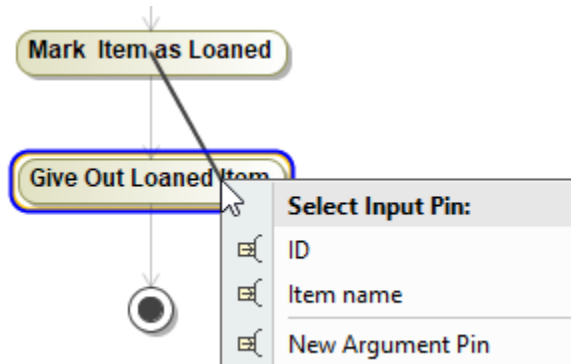 Mark  Item as Loaned
Give Out Loaned Item
Select Input Pin:
ID
Item name
New Argument Pin